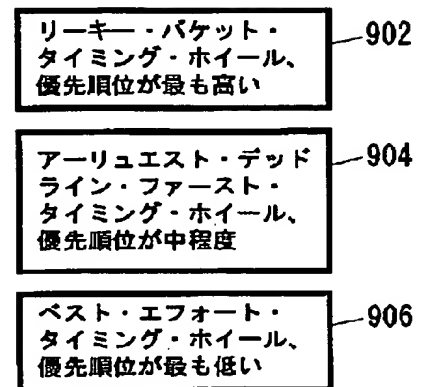 リーキー・バケット・
タイミング・ホイール、
優先順位が最も高い
902
アーリュエスト・デッド
ライン・ファースト・
タイミング・ホイール、
優先順位が中程度
904
ベスト・エフォート・
タイミング・ホイール、
優先順位が最も低い
906